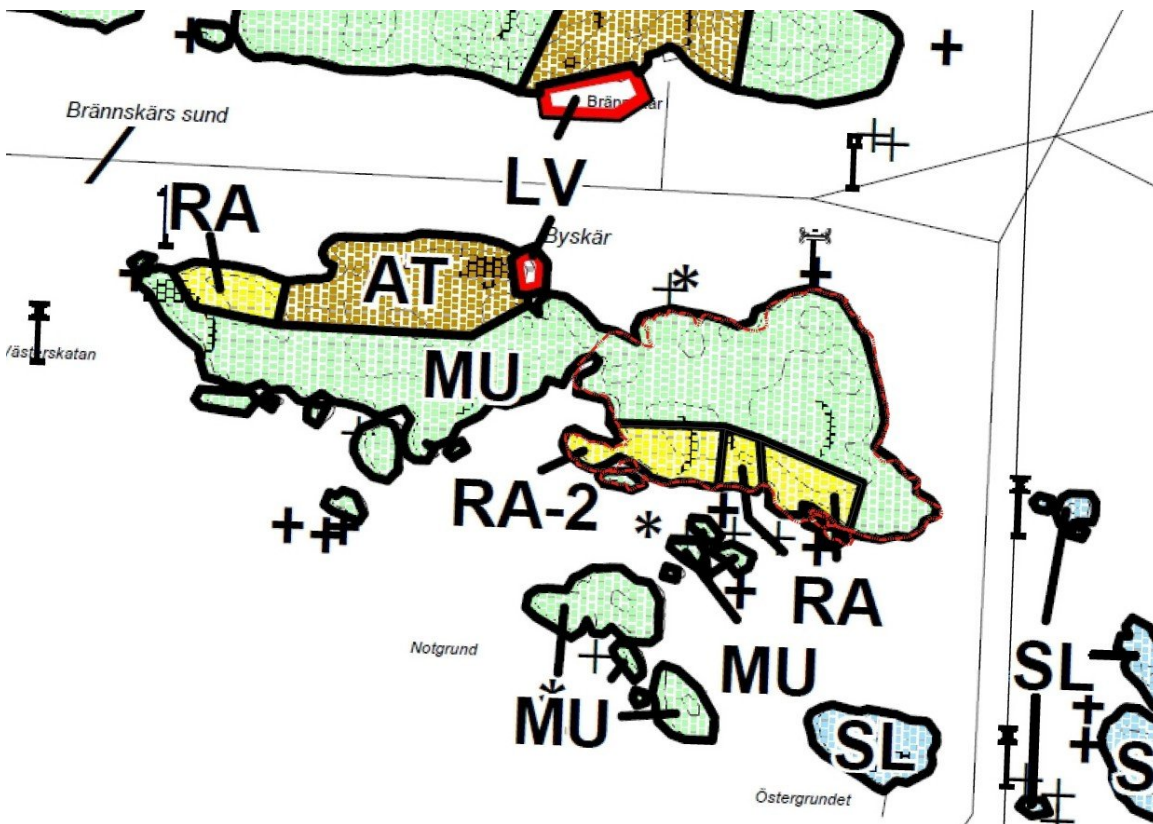 Brännskärs sund
LV
RA
Byskär
AT
MU
RA-2
RA
MU
Notgrund
MU
SL
SL
Östergrundet